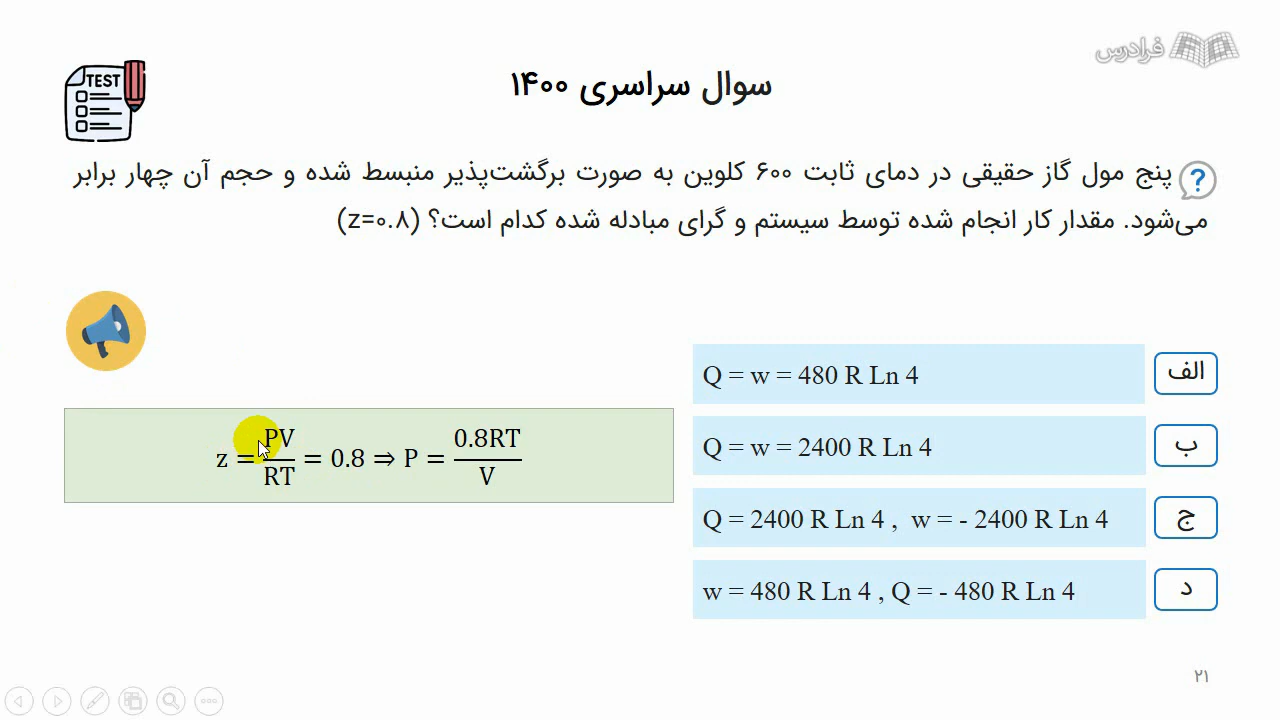 فرادرس
TEST
سوال سراسری ۱۴۰۰
پنج مول گاز حقیقی در دمای ثابت ۶۰۰ کلوین به صورت برگشت‌پذیر منبسط شده و حجم آن چهار برابر
می‌شود. مقدار کار انجام شده توسط سیستم و گرای مبادله شده کدام است؟ (z=۰.۸)
الف Q = w = 480 R Ln 4
ب Q = w = 2400 R Ln 4
ج Q = 2400 R Ln 4 , w = - 2400 R Ln 4
د w = 480 R Ln 4 , Q = - 480 R Ln 4
z = PV/RT = 0.8 ⇒ P = 0.8RT/V
۲۱